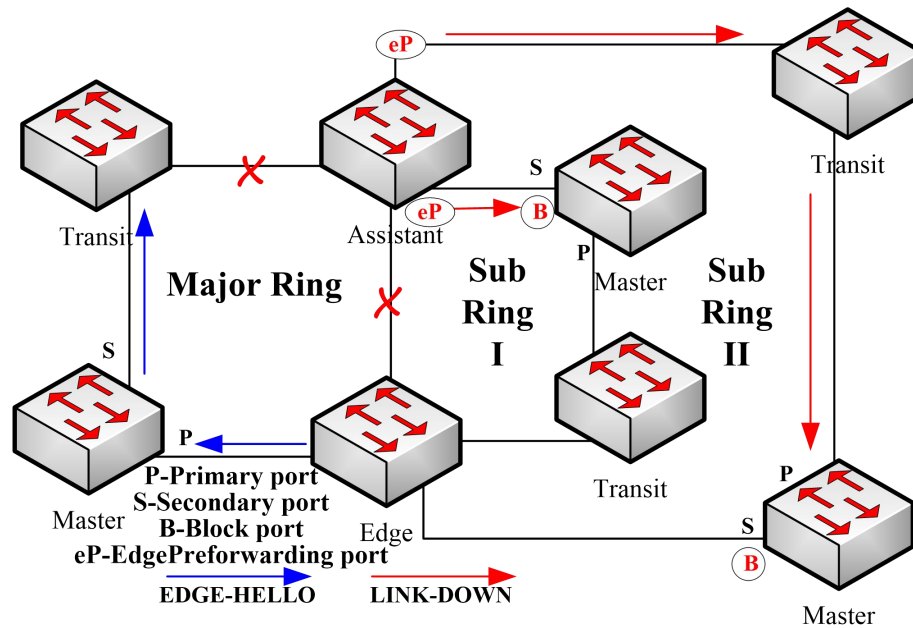 eP
Transit
S
Transit
eP
B
Assistant
P
Master
Major Ring
Sub
Ring
I
Sub
Ring
II
S
P
Transit
P
Master
P-Primary port
S-Secondary port
B-Block port
eP-EdgePreforwarding port
Edge
S
B
EDGE-HELLO
LINK-DOWN
Master